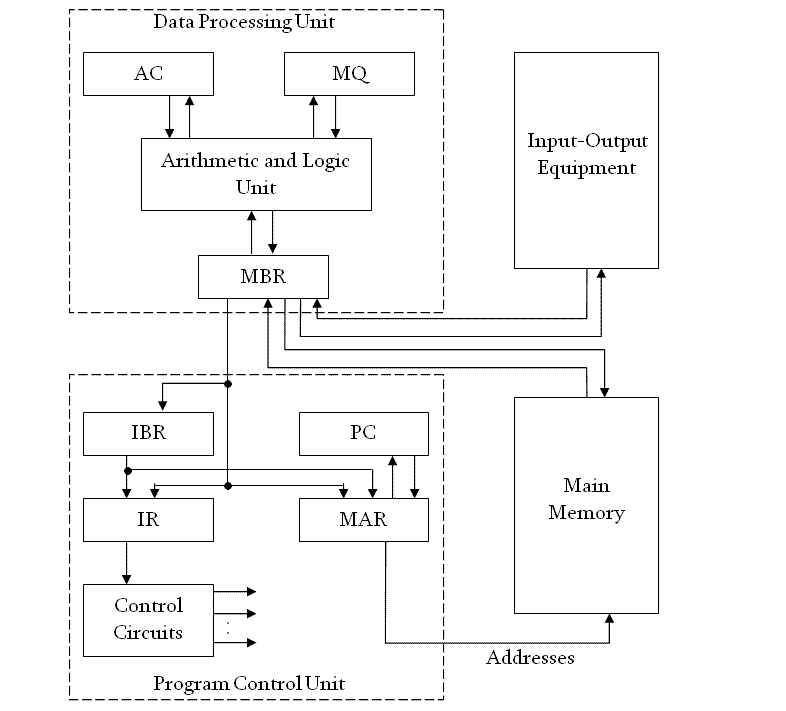 Data Processing Unit
AC
MQ
Arithmetic and Logic
Unit
MBR
Input-Output
Equipment
IBR
PC
IR
MAR
Main
Memory
Control
Circuits
Addresses
Program Control Unit